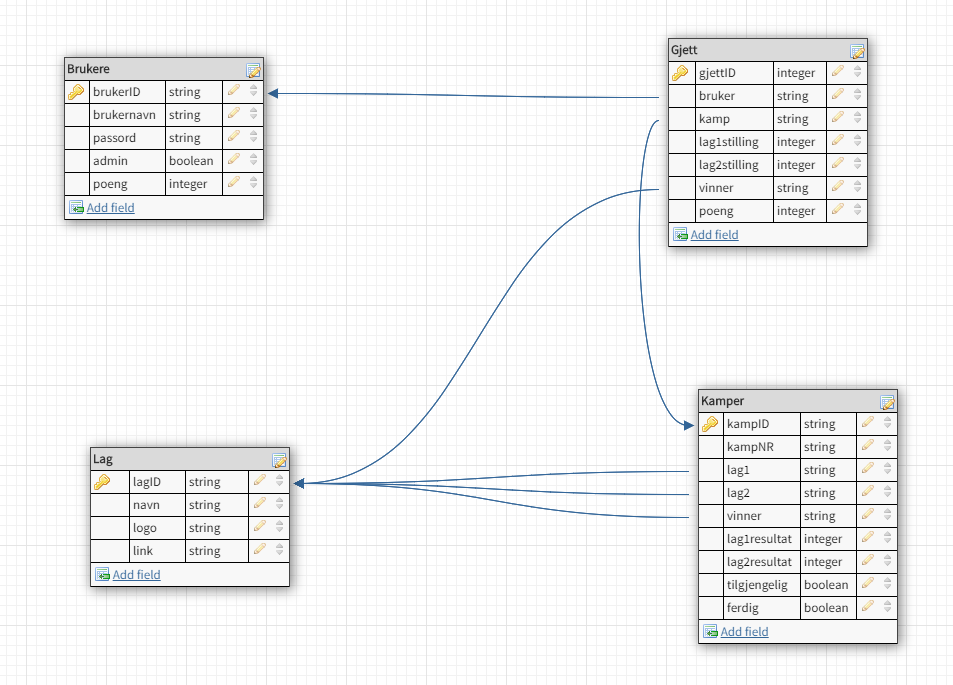 Brukere
brukerID string
brukernavn string
passord string
admin boolean
poeng integer
Add field
Gjett
gjettID integer
bruker string
kamp string
lag1stilling integer
lag2stilling integer
vinner string
poeng integer
Add field
Lag
lagID string
navn string
logo string
link string
Add field
Kamper
kampID string
kampNR string
lag1 string
lag2 string
vinner string
lag1resultat integer
lag2resultat integer
tilgjengelig boolean
ferdig boolean
Add field